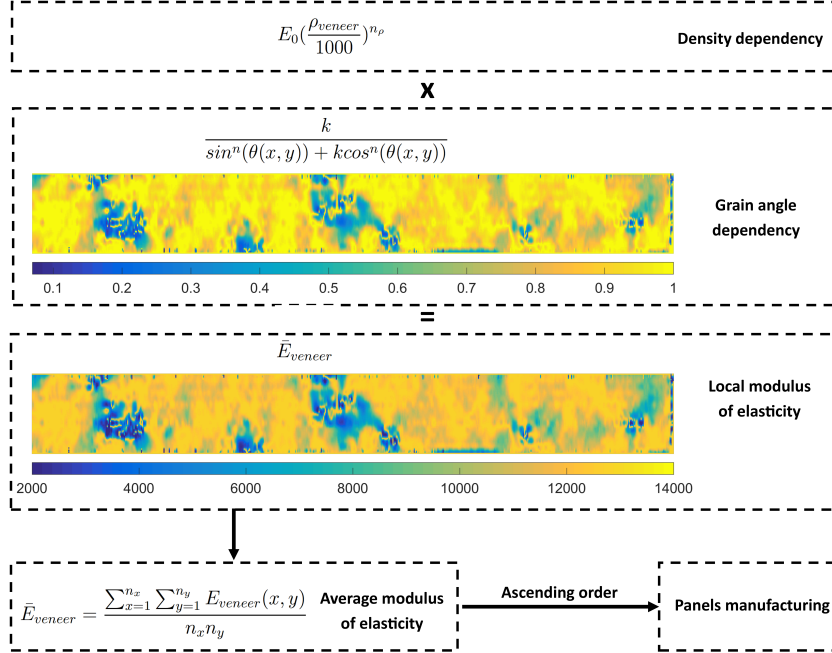 E_0(\frac{\rho_{veneer}}{1000})^{n_\rho}
Density dependency
x
\frac{k}{sin^n(\theta(x,y)) + kcos^n(\theta(x,y))}
Grain angle
dependency
0.1 0.2 0.3 0.4 0.5 0.6 0.7 0.8 0.9 1
=
\bar{E}_{veneer}
Local modulus
of elasticity
2000 4000 6000 8000 10000 12000 14000
\bar{E}_{veneer} = \frac{\sum_{x=1}^{n_x} \sum_{y=1}^{n_y} E_{veneer}(x,y)}{n_x n_y}
Average modulus
of elasticity
Ascending order
Panels manufacturing